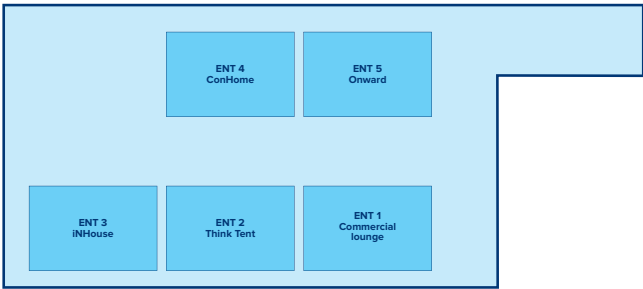 ENT 4
ConHome
ENT 5
Onward
ENT 3
iNHouse
ENT 2
Think Tent
ENT 1
Commercial
lounge